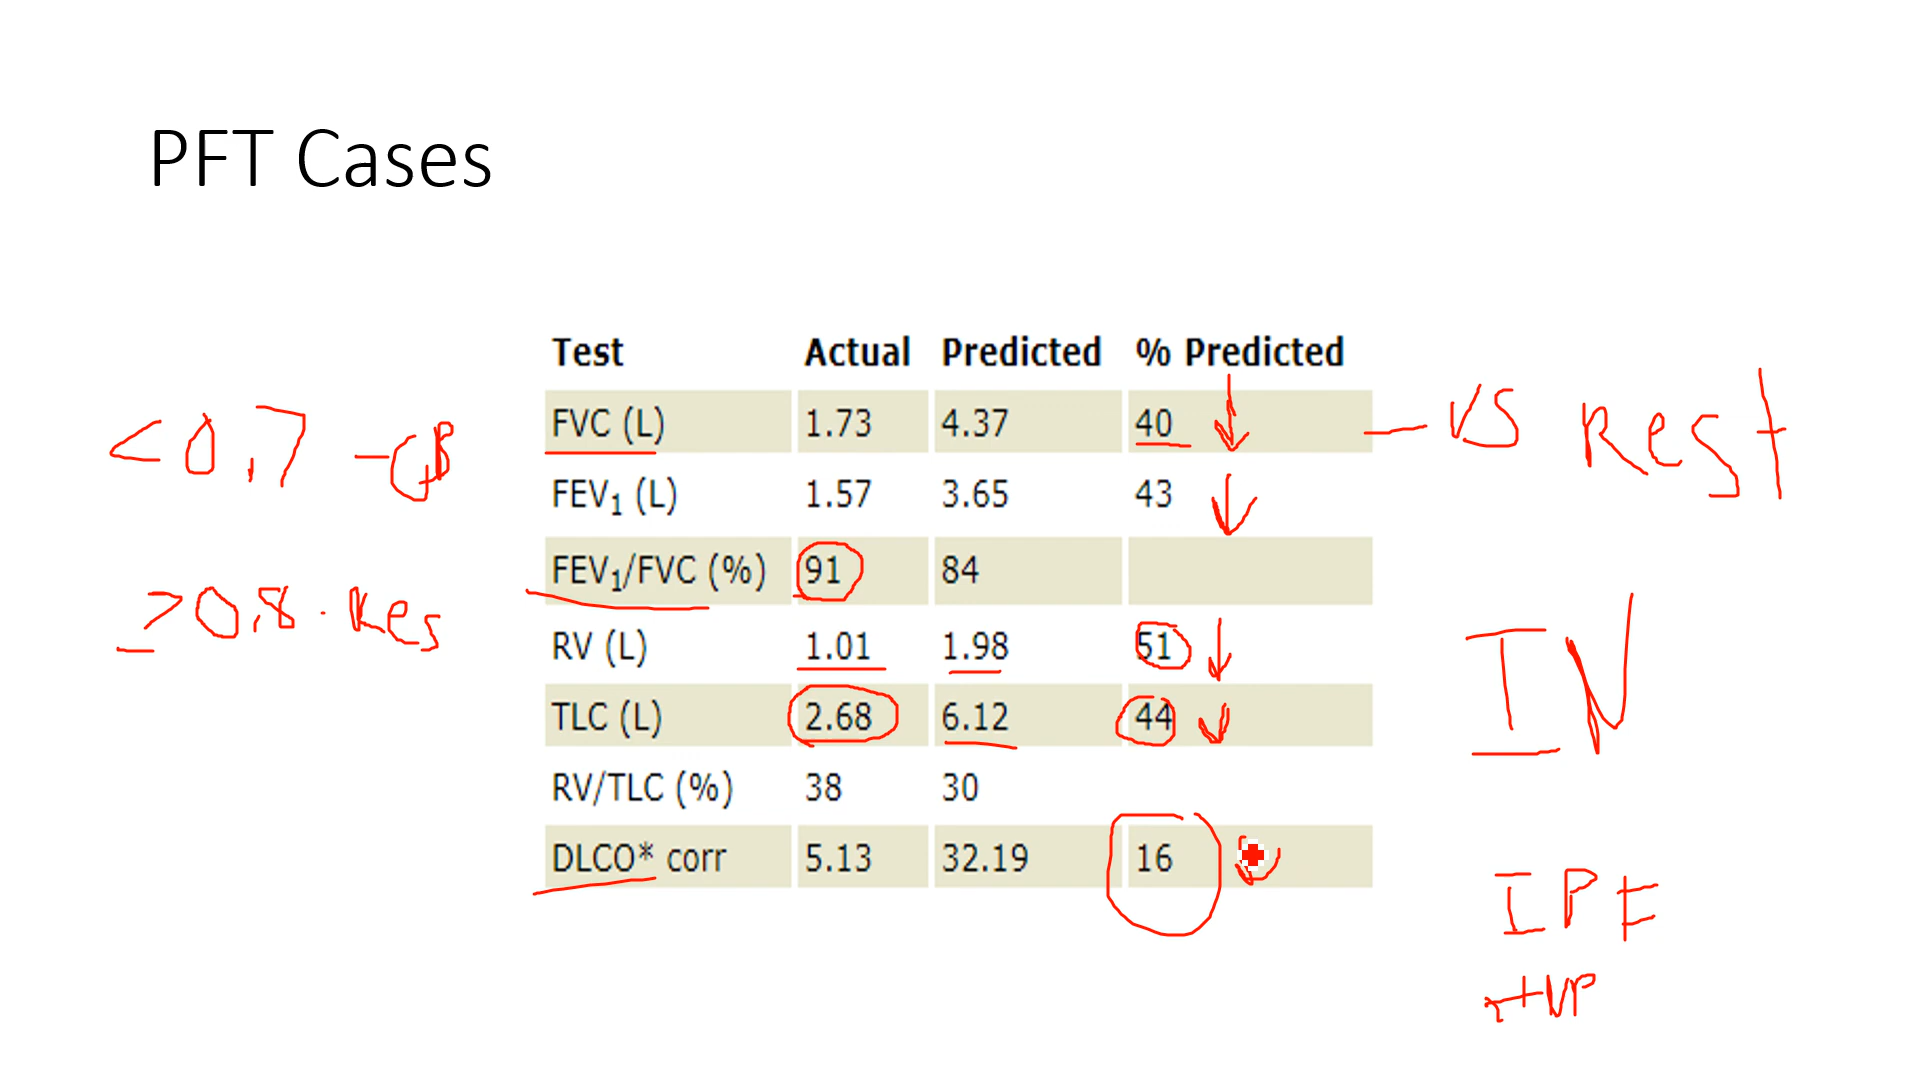 PFT Cases
Test Actual Predicted % Predicted
FVC (L) 1.73 4.37 40
FEV₁ (L) 1.57 3.65 43
FEV₁/FVC (%) 91 84
RV (L) 1.01 1.98 51
TLC (L) 2.68 6.12 44
RV/TLC (%) 38 30
DLCO* corr 5.13 32.19 16
<0.7 -
≥0.8. Res
- VS Rest
IN
IPF